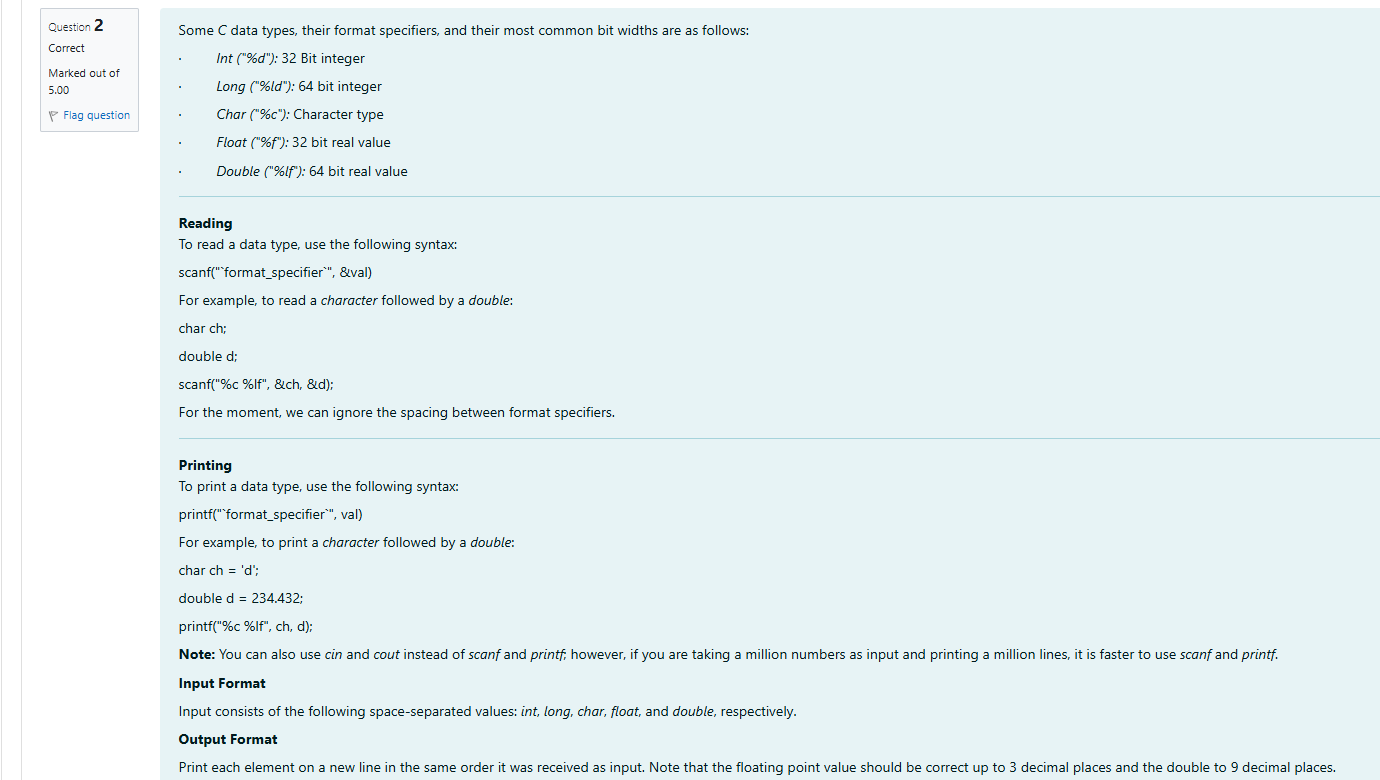 Question 2
Correct
Marked out of
5.00
Flag question
Some C data types, their format specifiers, and their most common bit widths are as follows:
· Int ("%d"): 32 Bit integer
· Long ("%ld"): 64 bit integer
· Char ("%c"): Character type
· Float ("%f"): 32 bit real value
· Double ("%lf"): 64 bit real value
Reading
To read a data type, use the following syntax:
scanf("`format_specifier`", &val)
For example, to read a character followed by a double:
char ch;
double d;
scanf("%c %lf", &ch, &d);
For the moment, we can ignore the spacing between format specifiers.
Printing
To print a data type, use the following syntax:
printf("`format_specifier`", val)
For example, to print a character followed by a double:
char ch = 'd';
double d = 234.432;
printf("%c %lf", ch, d);
Note: You can also use cin and cout instead of scanf and printf; however, if you are taking a million numbers as input and printing a million lines, it is faster to use scanf and printf.
Input Format
Input consists of the following space-separated values: int, long, char, float, and double, respectively.
Output Format
Print each element on a new line in the same order it was received as input. Note that the floating point value should be correct up to 3 decimal places and the double to 9 decimal places.